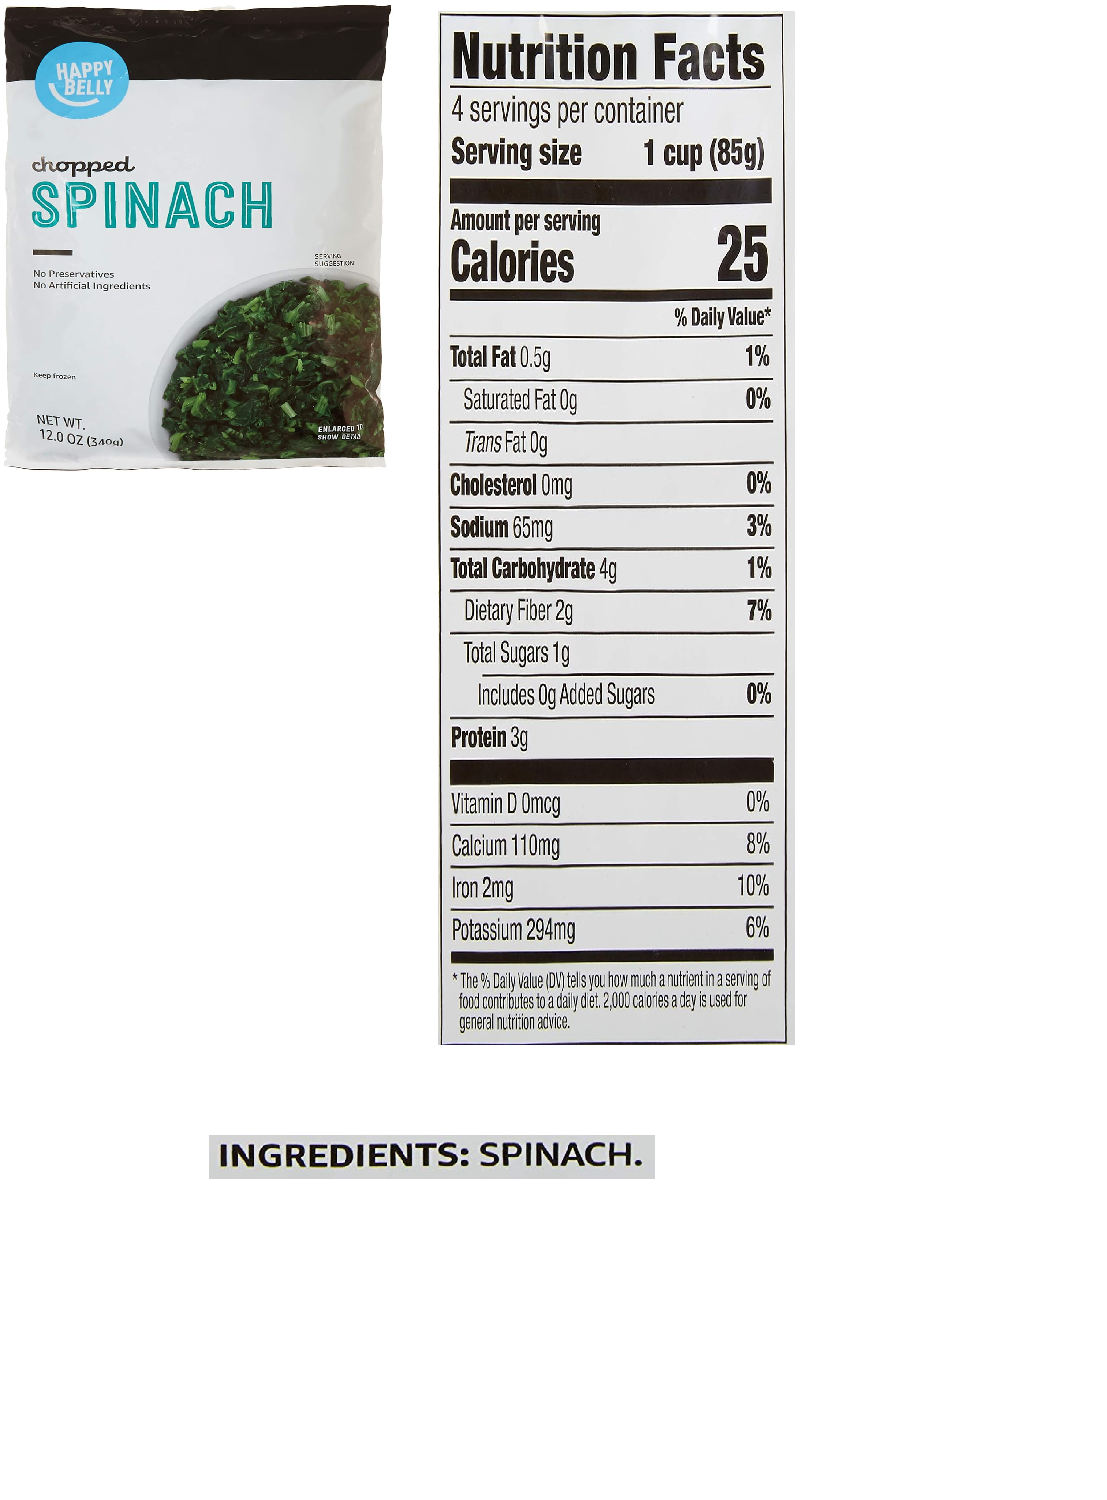 HAPPY
BELLY
chopped
SPINACH
No Preservatives
No Artificial Ingredients
SERVING
SUGGESTION
Keep frozen
NET WT.
12.0 OZ (340g)
ENLARGED TO
SHOW DETAIL
Nutrition Facts
4 servings per container
Serving size 1 cup (85g)
Amount per serving
Calories 25
% Daily Value*
Total Fat 0.5g 1%
Saturated Fat 0g 0%
Trans Fat 0g
Cholesterol 0mg 0%
Sodium 65mg 3%
Total Carbohydrate 4g 1%
Dietary Fiber 2g 7%
Total Sugars 1g
Includes 0g Added Sugars 0%
Protein 3g
Vitamin D 0mcg 0%
Calcium 110mg 8%
Iron 2mg 10%
Potassium 294mg 6%
* The % Daily Value (DV) tells you how much a nutrient in a serving of
food contributes to a daily diet. 2,000 calories a day is used for
general nutrition advice.
INGREDIENTS: SPINACH.